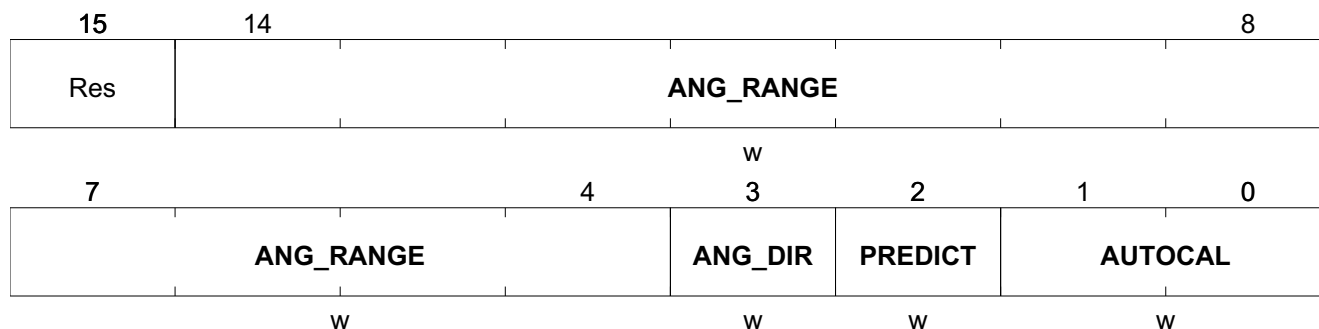 15 14 8
Res ANG_RANGE
w
7 4 3 2 1 0
ANG_RANGE ANG_DIR PREDICT AUTOCAL
w w w w